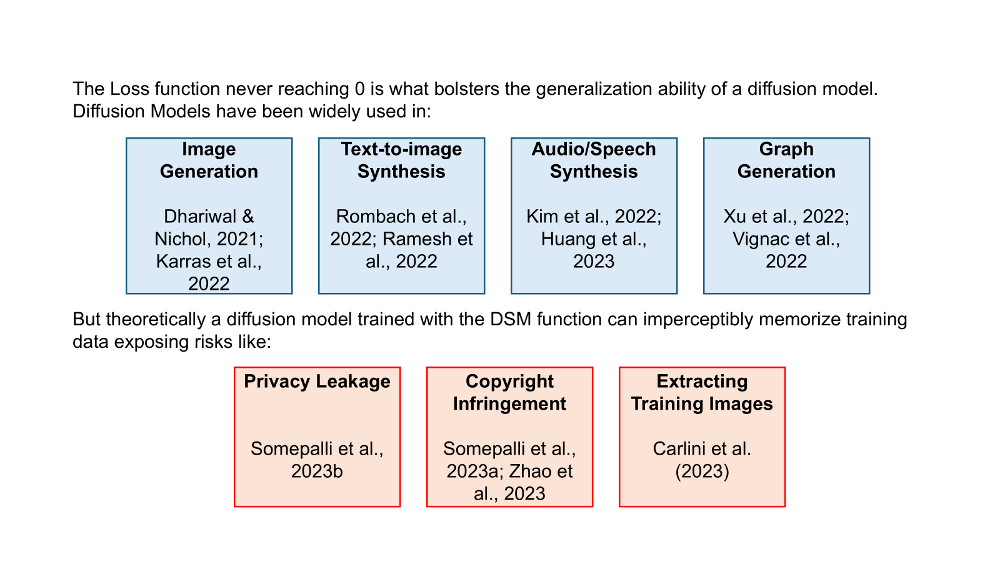 The Loss function never reaching 0 is what bolsters the generalization ability of a diffusion model.
Diffusion Models have been widely used in:
Image
Generation
Dhariwal &
Nichol, 2021;
Karras et al.,
2022
Text-to-image
Synthesis
Rombach et al.,
2022; Ramesh et
al., 2022
Audio/Speech
Synthesis
Kim et al., 2022;
Huang et al.,
2023
Graph
Generation
Xu et al., 2022;
Vignac et al.,
2022
But theoretically a diffusion model trained with the DSM function can imperceptibly memorize training
data exposing risks like:
Privacy Leakage
Somepalli et al.,
2023b
Copyright
Infringement
Somepalli et al.,
2023a; Zhao et
al., 2023
Extracting
Training Images
Carlini et al.
(2023)